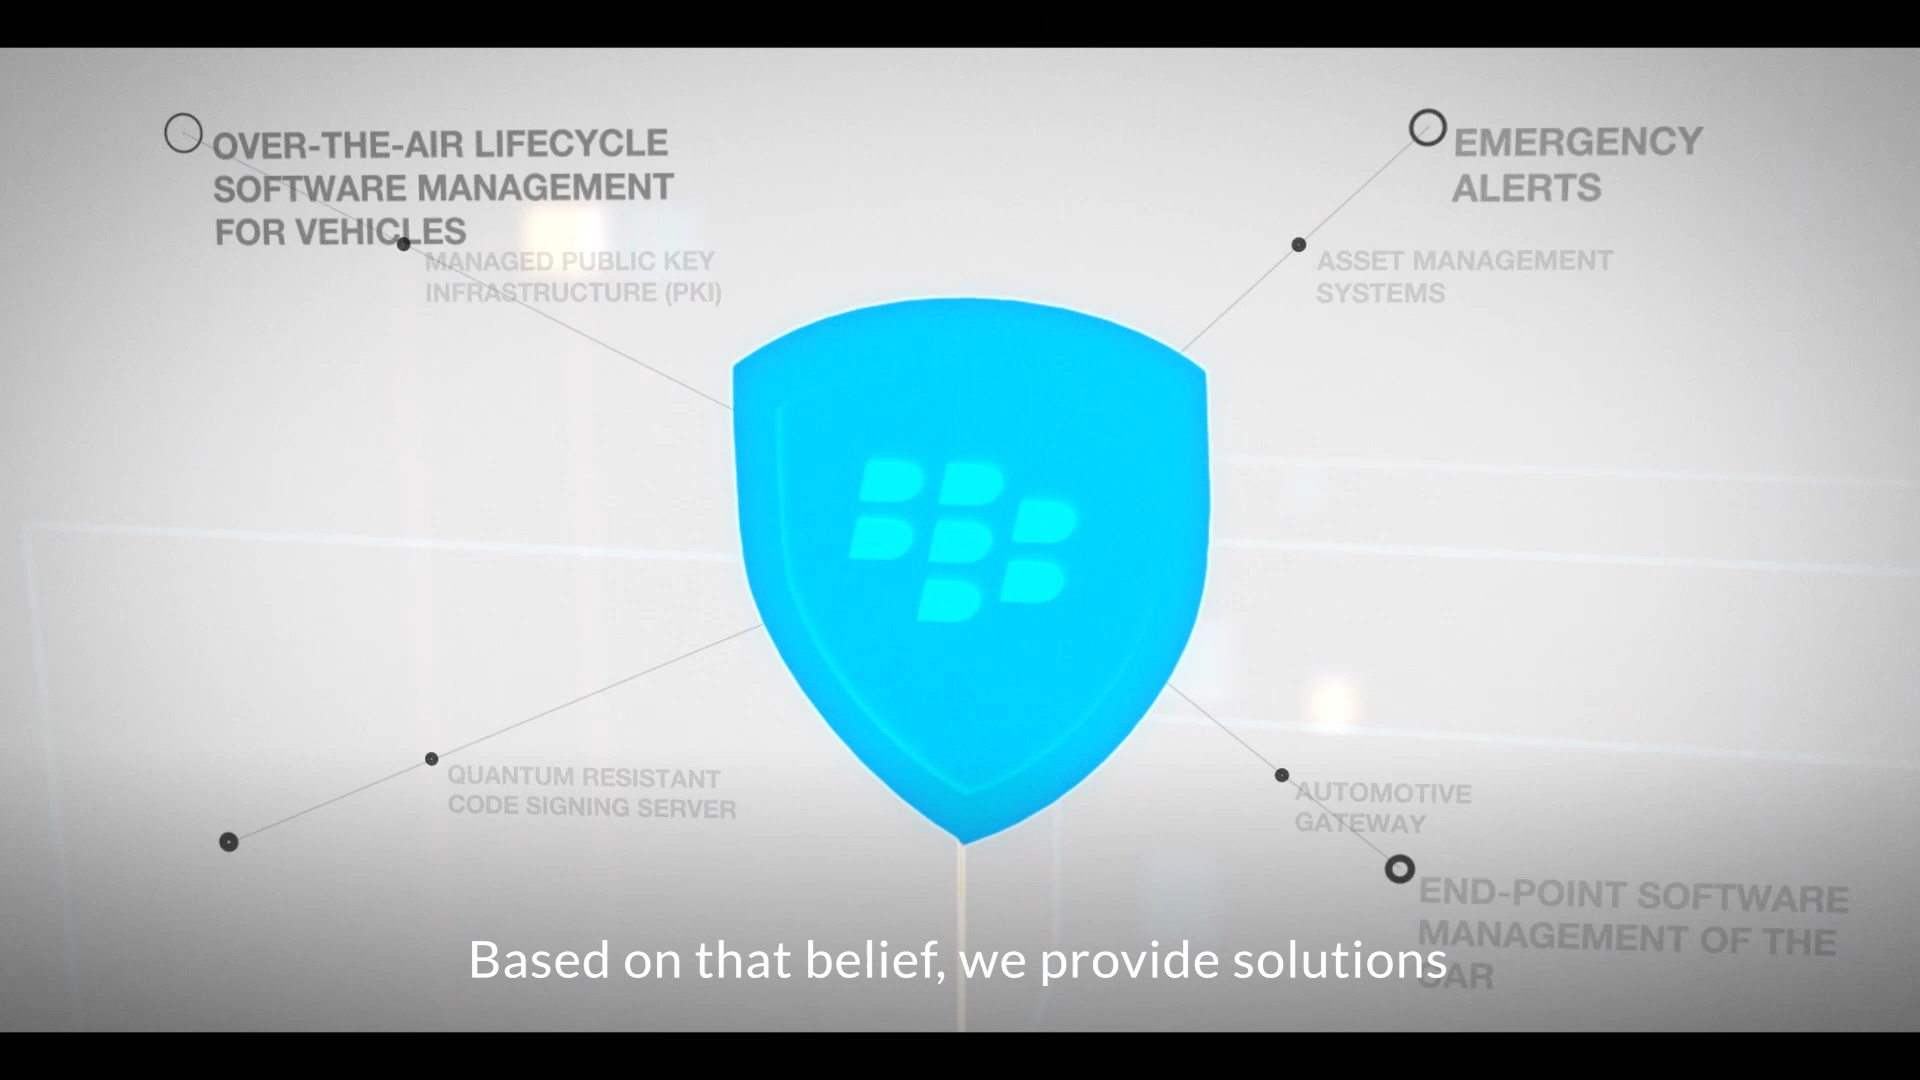 OVER-THE-AIR LIFECYCLE
SOFTWARE MANAGEMENT
FOR VEHICLES
MANAGED PUBLIC KEY
INFRASTRUCTURE (PKI)
EMERGENCY
ALERTS
ASSET MANAGEMENT
SYSTEMS
QUANTUM RESISTANT
CODE SIGNING SERVER
AUTOMOTIVE
GATEWAY
END-POINT SOFTWARE
MANAGEMENT OF THE
CAR
Based on that belief, we provide solutions